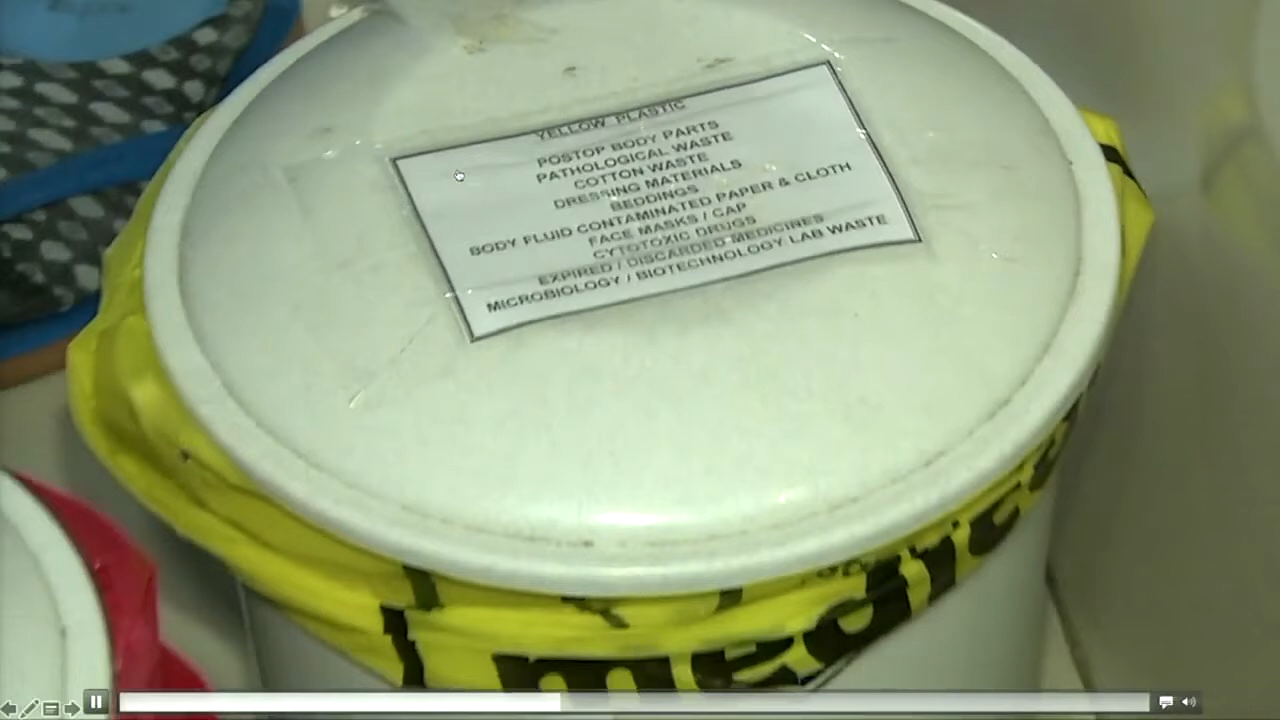 YELLOW PLASTIC
POSTOP BODY PARTS
PATHOLOGICAL WASTE
COTTON WASTE
DRESSING MATERIALS
BEDDINGS
BODY FLUID CONTAMINATED PAPER & CLOTH
FACE MASKS / CAP
CYTOTOXIC DRUGS
EXPIRED / DISCARDED MEDICINES
MICROBIOLOGY / BIOTECHNOLOGY LAB WASTE